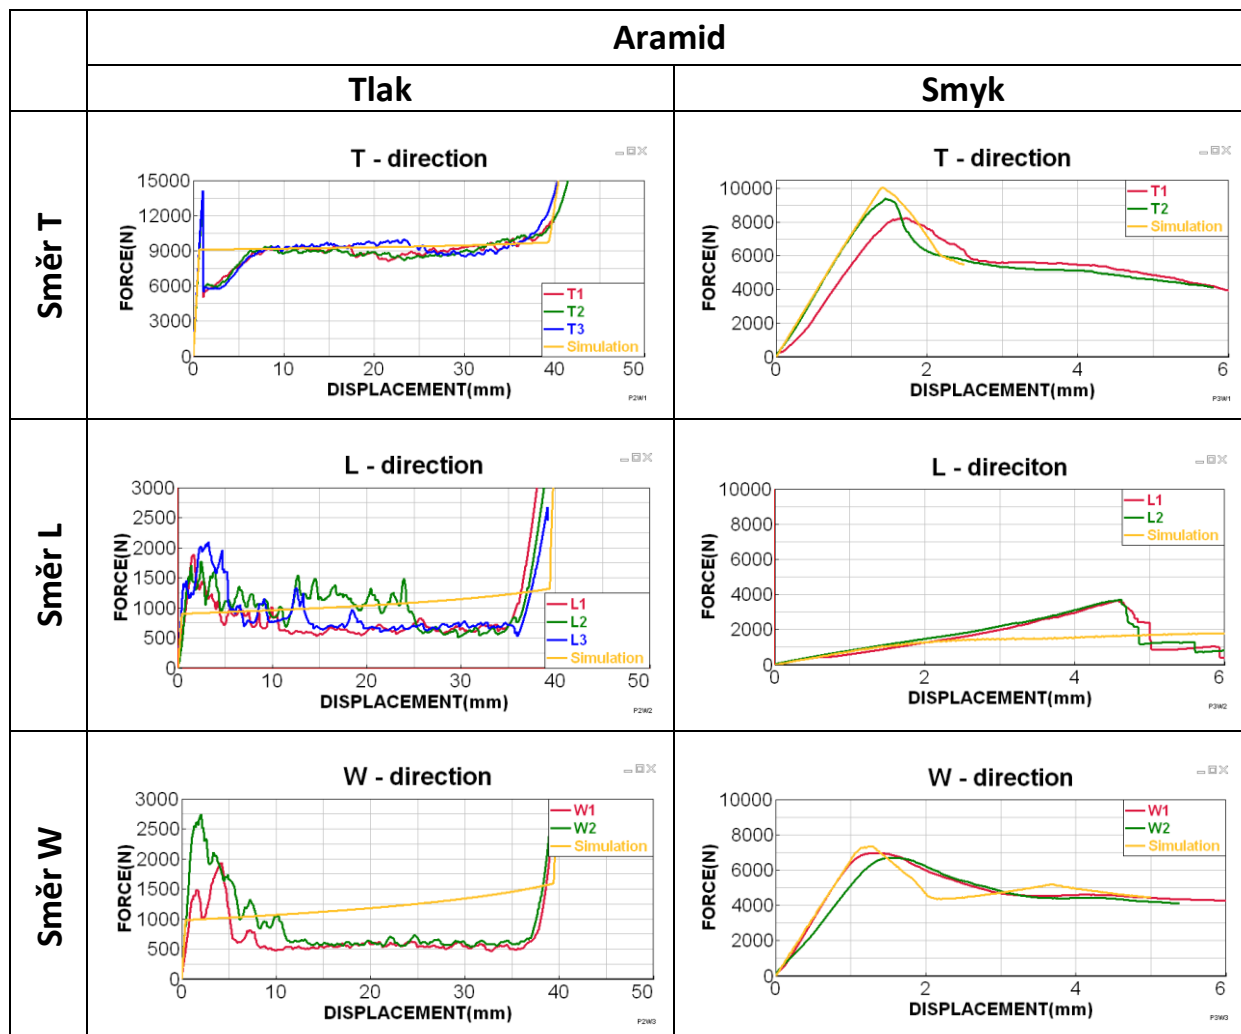 Aramid
Tlak
Smyk
Směr T
T - direction
FORCE(N)
15000
12000
9000
6000
3000
0
T1
T2
T3
Simulation
0 10 20 30 40 50
DISPLACEMENT(mm)
P2W1
T - direction
FORCE(N)
10000
8000
6000
4000
2000
0
T1
T2
Simulation
0 2 4 6
DISPLACEMENT(mm)
P3W1
Směr L
L - direction
FORCE(N)
3000
2500
2000
1500
1000
500
0
L1
L2
L3
Simulation
0 10 20 30 40 50
DISPLACEMENT(mm)
P2W2
L - direciton
FORCE(N)
10000
8000
6000
4000
2000
0
L1
L2
Simulation
0 2 4 6
DISPLACEMENT(mm)
P3W2
Směr W
W - direction
FORCE(N)
3000
2500
2000
1500
1000
500
0
W1
W2
Simulation
0 10 20 30 40 50
DISPLACEMENT(mm)
P2W3
W - direction
FORCE(N)
10000
8000
6000
4000
2000
0
W1
W2
Simulation
0 2 4 6
DISPLACEMENT(mm)
P3W3